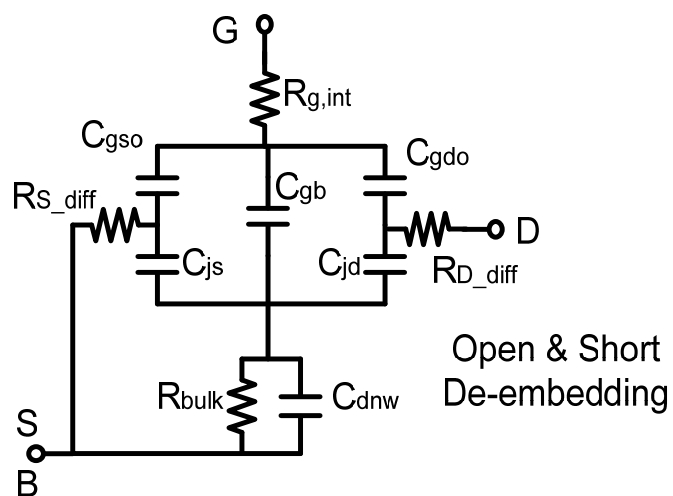 G
Rg,int
Cgso
Cgdo
Cgb
RS_diff
D
Cjs
Cjd
RD_diff
Open & Short
De-embedding
Rbulk
Cdnw
S
B